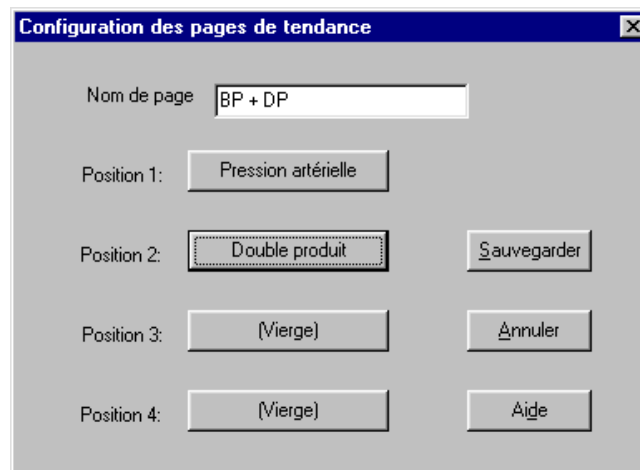 Configuration des pages de tendance
Nom de page BP + DP
Position 1: Pression artérielle
Position 2: Double produit Sauvegarder
Position 3: (Vierge) Annuler
Position 4: (Vierge) Aide